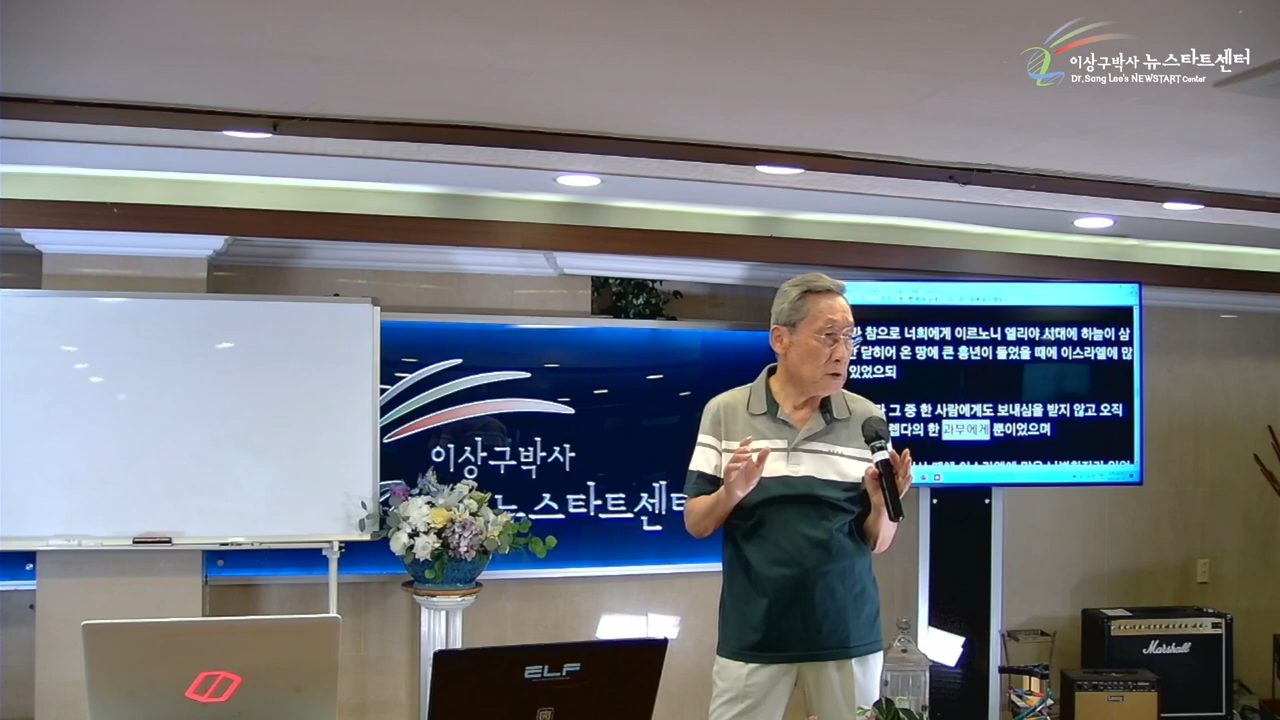 이상구박사 뉴스타트센터
Dr. Sang Lee's NEWSTART Center
참으로 너희에게 이르노니 엘리야 시대에 하늘이 삼
닫히어 온 땅에 큰 흉년이 들었을 때에 이스라엘에 많
있었으되
그 중 한 사람에게도 보내심을 받지 않고 오직
렙다의 한 과부에게 뿐이었으며
이상구박사
뉴스타트센터
ELF
Marshall